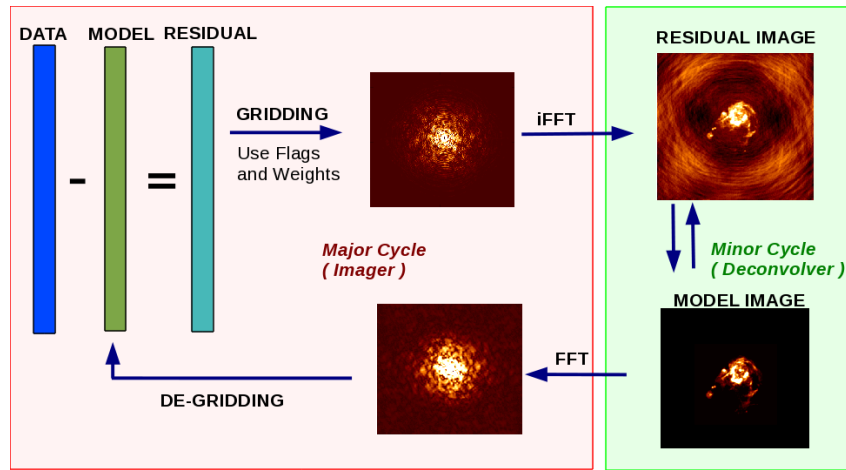 DATA
MODEL
RESIDUAL
GRIDDING
Use Flags
and Weights
iFFT
RESIDUAL IMAGE
Major Cycle
( Imager )
Minor Cycle
( Deconvolver )
MODEL IMAGE
FFT
DE-GRIDDING